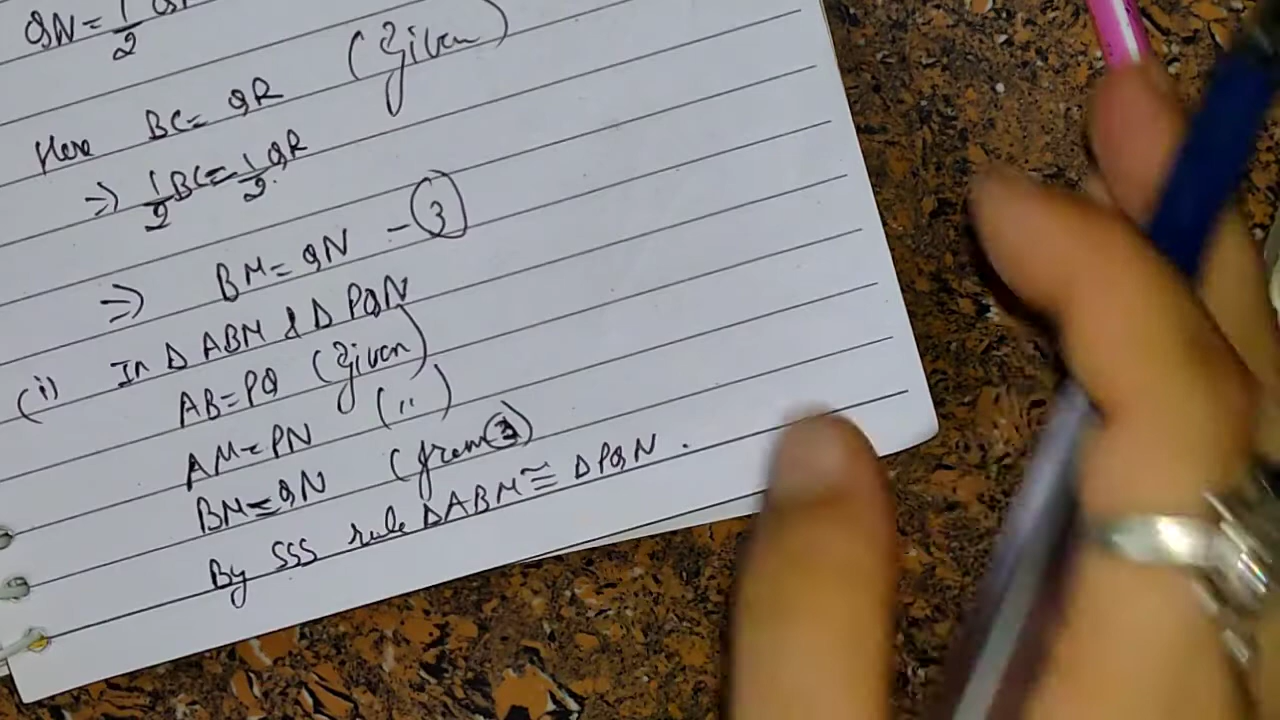 QN = 1/2 QR
Here BC = QR (Given)
=> 1/2 BC = 1/2 QR
=> BM = QN - ③
(i) In Δ ABM & Δ PQN
AB = PQ (Given)
AM = PN (")
BM = QN (from ③)
By SSS rule ΔABM ≅ ΔPQN.